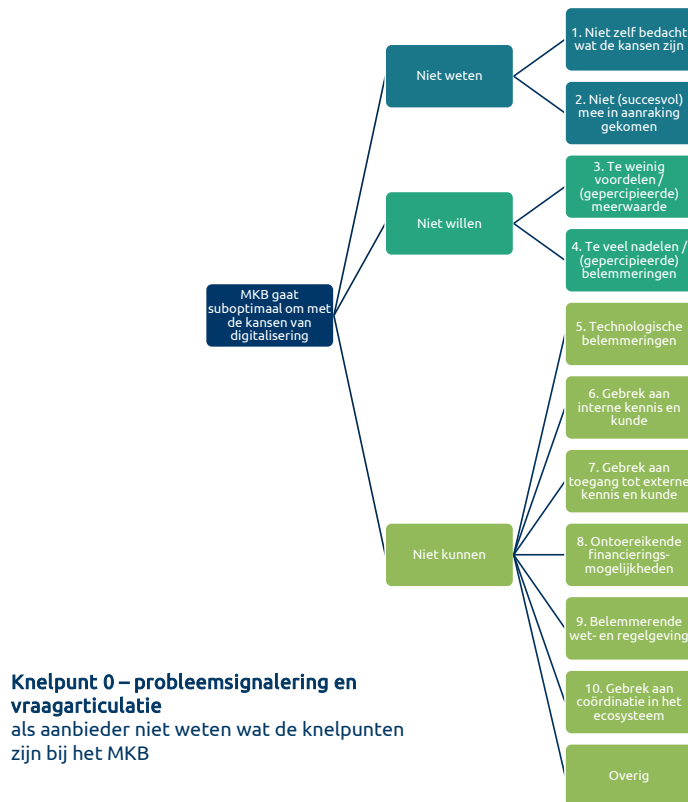 MKB gaat
suboptimaal om met
de kansen van
digitalisering
Niet weten
1. Niet zelf bedacht
wat de kansen zijn
2. Niet (succesvol)
mee in aanraking
gekomen
Niet willen
3. Te weinig
voordelen /
(gepercipieerde)
meerwaarde
4. Te veel nadelen /
(gepercipieerde)
belemmeringen
Niet kunnen
5. Technologische
belemmeringen
6. Gebrek aan
interne kennis en
kunde
7. Gebrek aan
toegang tot externe
kennis en kunde
8. Ontoereikende
financierings-
mogelijkheden
9. Belemmerende
wet- en regelgeving
10. Gebrek aan
coördinatie in het
ecosysteem
Overig
Knelpunt 0 – probleemsignalering en
vraagarticulatie
als aanbieder niet weten wat de knelpunten
zijn bij het MKB